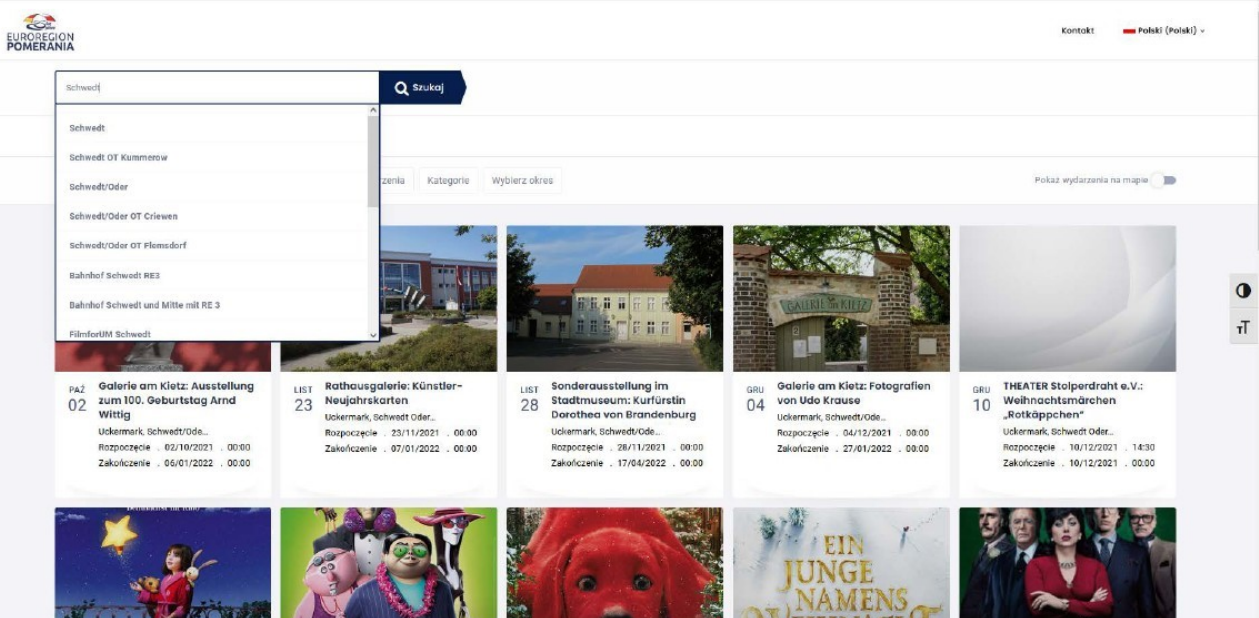 EUROREGION
POMERANIA
Kontakt
Polski (Polski)
Schwedt
Szukaj
Schwedt
Schwedt OT Kummerow
Schwedt/Oder
Schwedt/Oder OT Criewen
Schwedt/Oder OT Flemsdorf
Bahnhof Schwedt RE3
Bahnhof Schwedt und Mitte mit RE 3
FilmforUM Schwedt
zenia
Kategorie
Wybierz okres
Pokaż wydarzenia na mapie
GALERIE am KIETZ
PAŹ
02
Galerie am Kietz: Ausstellung
zum 100. Geburtstag Arnd
Wittig
Uckermark, Schwedt/Ode...
Rozpoczęcie . 02/10/2021 . 00:00
Zakończenie . 06/01/2022 . 00:00
LIST
23
Rathausgalerie: Künstler-
Neujahrskarten
Uckermark, Schwedt Oder...
Rozpoczęcie . 23/11/2021 . 00:00
Zakończenie . 07/01/2022 . 00:00
LIST
28
Sonderausstellung im
Stadtmuseum: Kurfürstin
Dorothea von Brandenburg
Uckermark, Schwedt/Ode...
Rozpoczęcie . 28/11/2021 . 00:00
Zakończenie . 17/04/2022 . 00:00
GRU
04
Galerie am Kietz: Fotografien
von Udo Krause
Uckermark, Schwedt/Ode...
Rozpoczęcie . 04/12/2021 . 00:00
Zakończenie . 27/01/2022 . 00:00
GRU
10
THEATER Stolperdraht e.V.:
Weihnachtsmärchen
„Rotkäppchen“
Uckermark, Schwedt Oder...
Rozpoczęcie . 10/12/2021 . 14:30
Zakończenie . 10/12/2021 . 00:00
EIN
JUNGE
NAMENS
TT